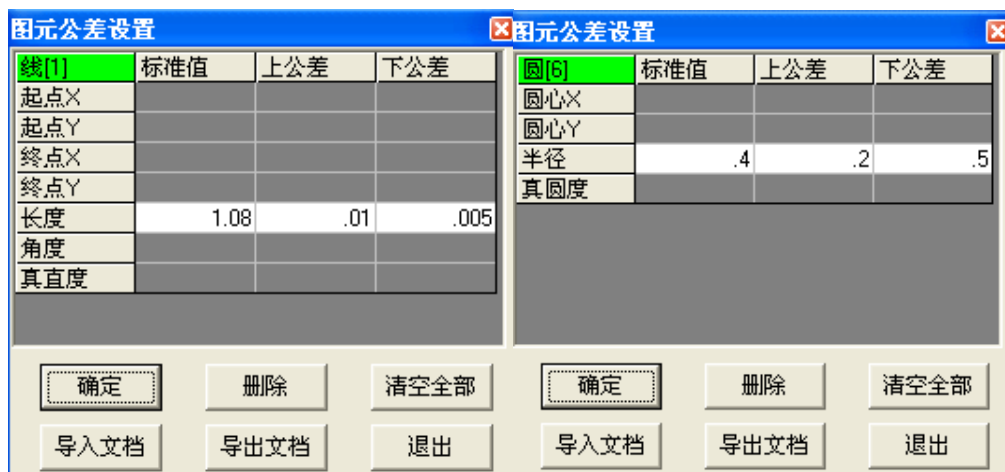 图元公差设置
线[1] 标准值 上公差 下公差
起点X
起点Y
终点X
终点Y
长度 1.08 .01 .005
角度
真直度
确定 删除 清空全部
导入文档 导出文档 退出
图元公差设置
圆[6] 标准值 上公差 下公差
圆心X
圆心Y
半径 .4 .2 .5
真圆度
确定 删除 清空全部
导入文档 导出文档 退出